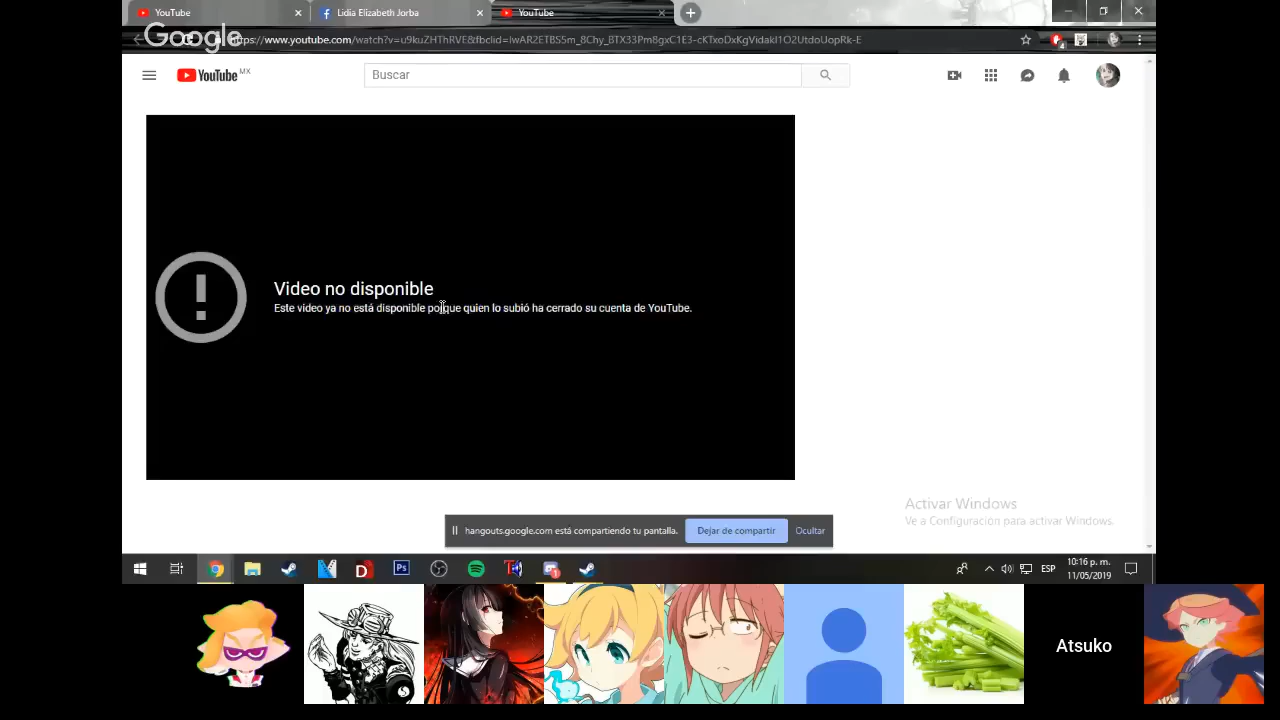 YouTube
Lidia Elizabeth Jorba
YouTube
Google
https://www.youtube.com/watch?v=u9kuZHThRVE&fbclid=IwAR2ETBS5m_8Chy_BTX33Pm8gxC1E3-cKTxoDxKgVidakI1O2UtdoUopRk-E
YouTube MX
Buscar
Video no disponible
Este video ya no está disponible porque quien lo subió ha cerrado su cuenta de YouTube.
Activar Windows
Ve a Configuración para activar Windows.
hangouts.google.com está compartiendo tu pantalla.
Dejar de compartir
Ocultar
Ps
ESP
10:16 p. m.
11/05/2019
Atsuko